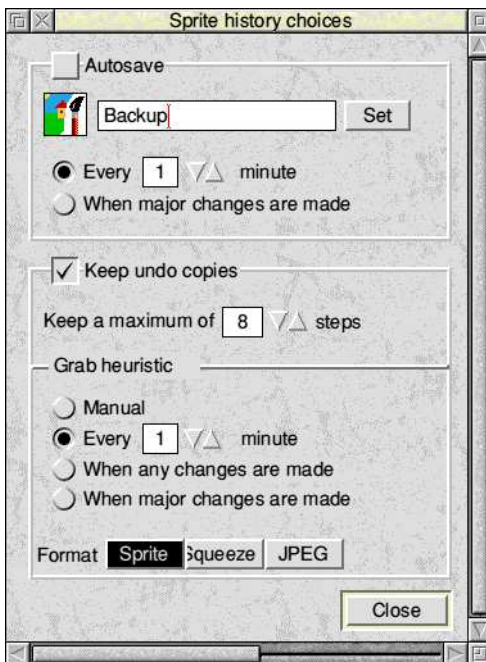 Sprite history choices
Autosave
Backup
Set
Every 1 minute
When major changes are made
Keep undo copies
Keep a maximum of 8 steps
Grab heuristic
Manual
Every 1 minute
When any changes are made
When major changes are made
Format Sprite Squeeze JPEG
Close